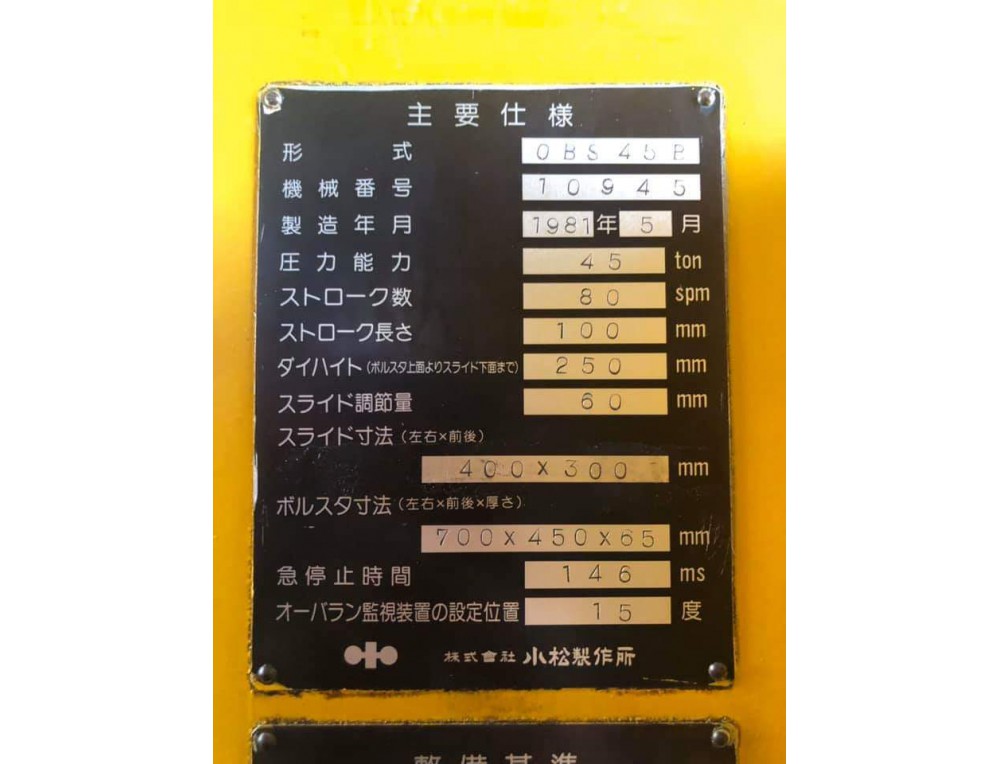 主要仕様
形式 OBS45B
機械番号 10945
製造年月 1981年5月
圧力能力 45 ton
ストローク数 80 spm
ストローク長さ 100 mm
ダイハイト(ボルスタ上面よりスライド下面まで) 250 mm
スライド調節量 60 mm
スライド寸法(左右×前後)
400×300 mm
ボルスタ寸法(左右×前後×厚さ)
700×450×65 mm
急停止時間 146 ms
オーバラン監視装置の設定位置 15 度
株式會社 小松製作所
整備基準